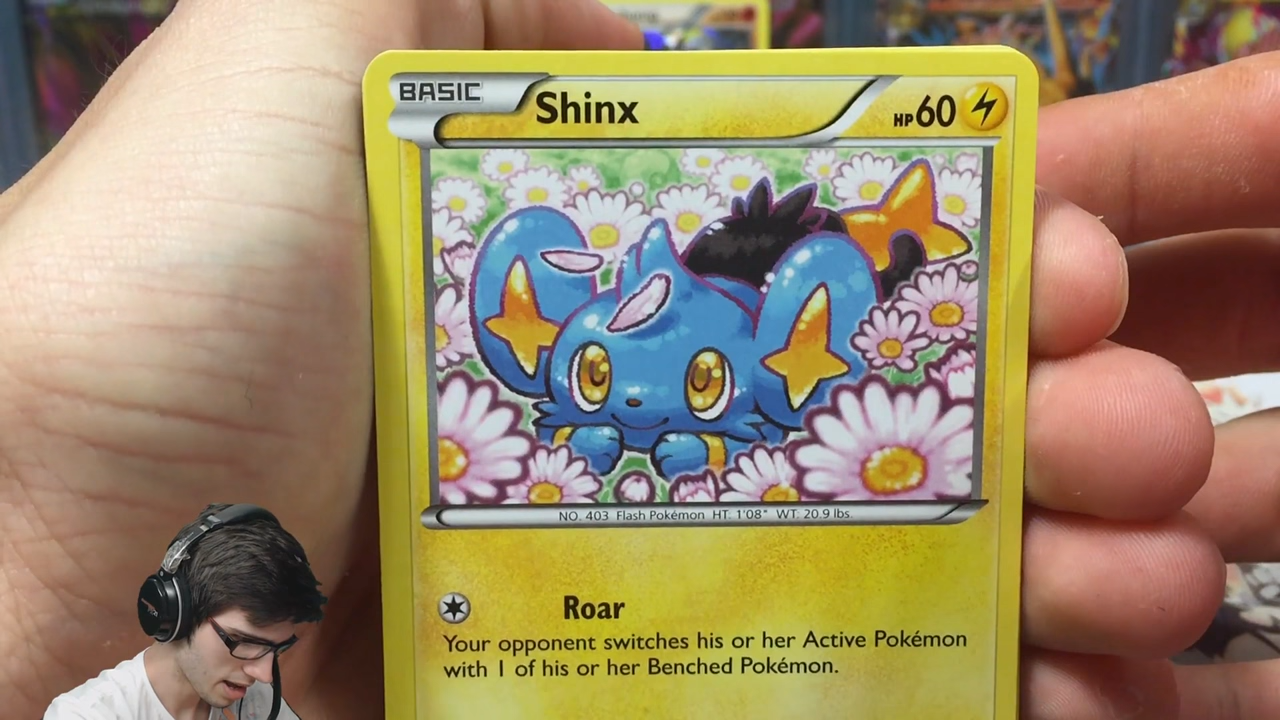 BASIC Shinx HP60
NO. 403 Flash Pokémon HT: 1'08" WT: 20.9 lbs.
Roar
Your opponent switches his or her Active Pokémon
with 1 of his or her Benched Pokémon.